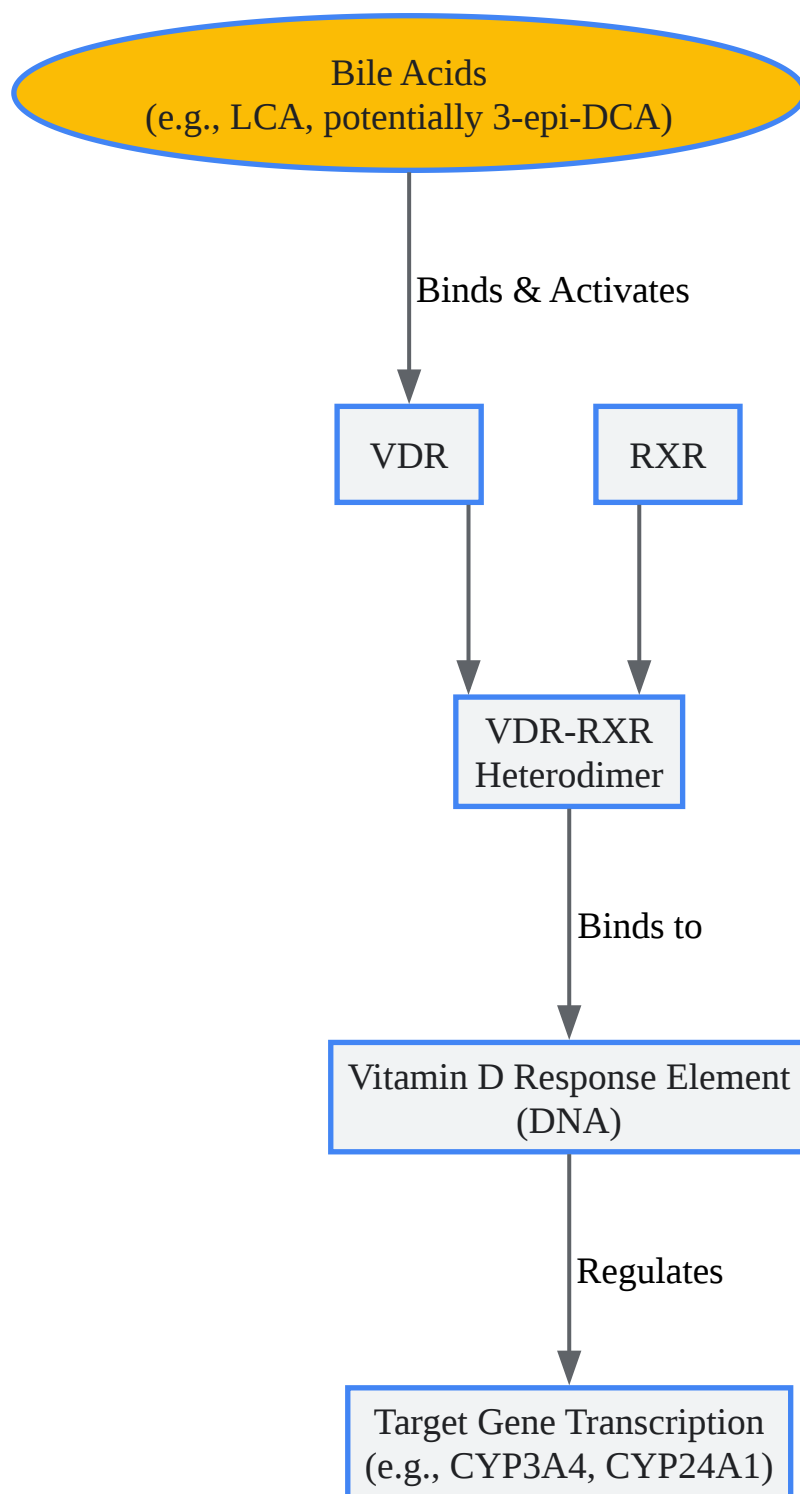 Bile Acids
(e.g., LCA, potentially 3-epi-DCA)
Binds & Activates
VDR
RXR
VDR-RXR
Heterodimer
Binds to
Vitamin D Response Element
(DNA)
Regulates
Target Gene Transcription
(e.g., CYP3A4, CYP24A1)